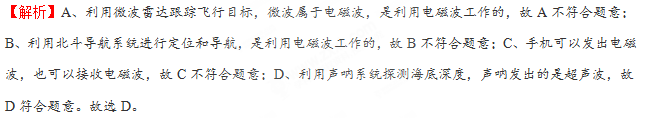 【解析】A、利用微波雷达跟踪飞行目标，微波属于电磁波，是利用电磁波工作的，故 A 不符合题意；
B、利用北斗导航系统进行定位和导航，是利用电磁波工作的，故 B 不符合题意；C、手机可以发出电磁
波，也可以接收电磁波，故 C 不符合题意；D、利用声呐系统探测海底深度，声呐发出的是超声波，故
D 符合题意。故选 D。